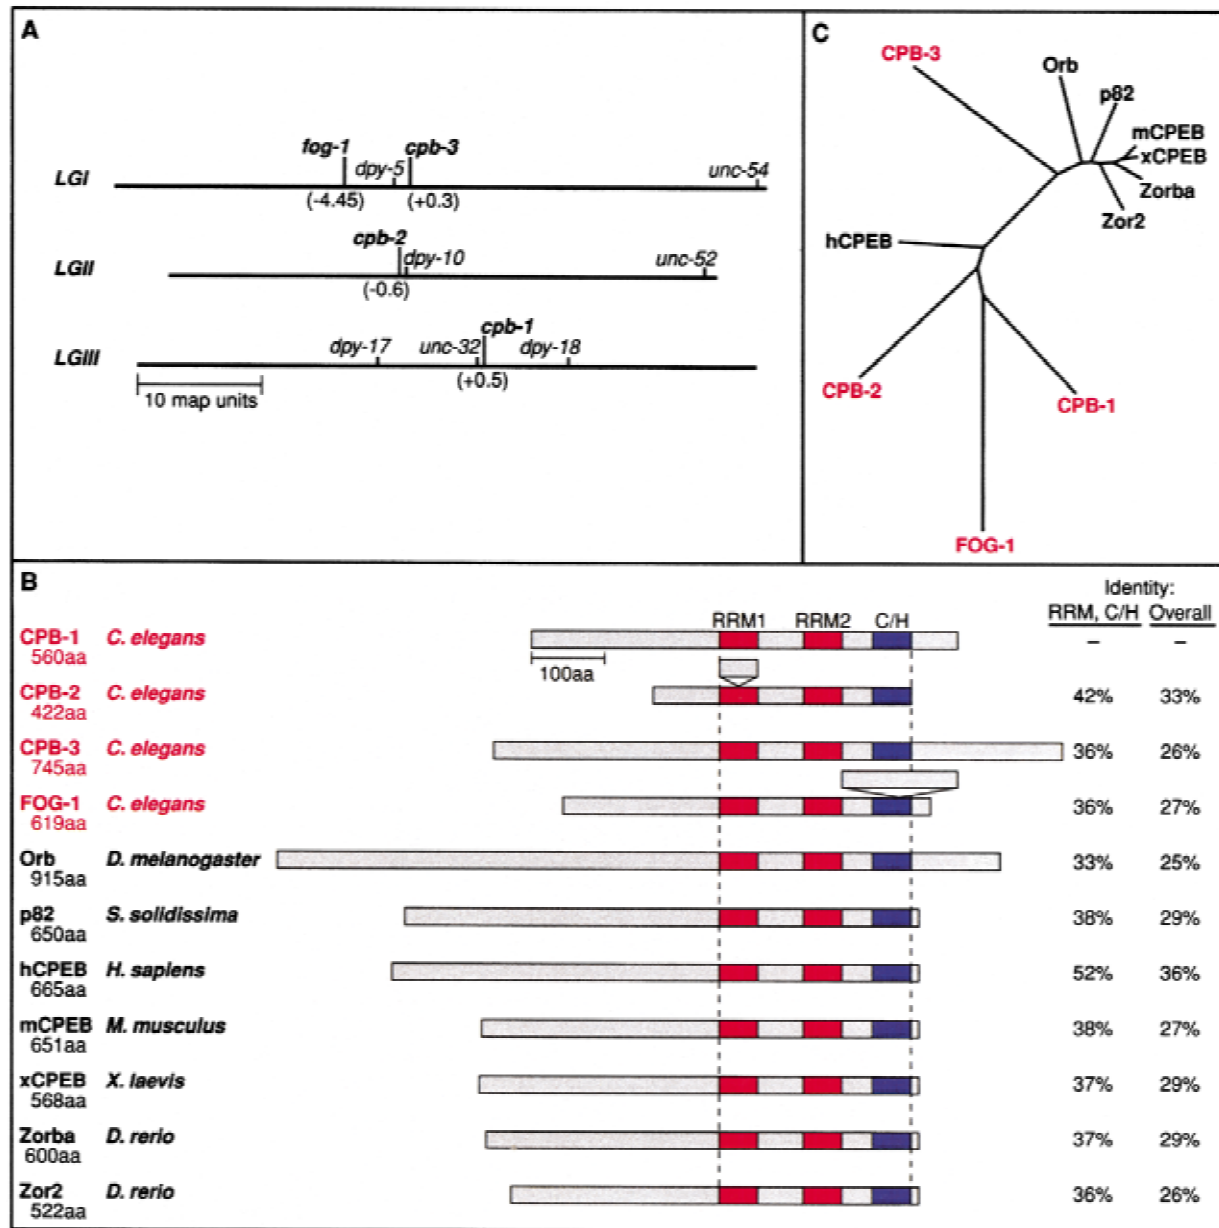 A
fog-1
cpb-3
dpy-5
unc-54
LGI
(-4.45)
(+0.3)
cpb-2
dpy-10
unc-52
LGII
(-0.6)
cpb-1
dpy-17
unc-32
dpy-18
LGIII
(+0.5)
10 map units
C
CPB-3
Orb
p82
mCPEB
xCPEB
Zorba
Zor2
hCPEB
CPB-2
CPB-1
FOG-1
B
Identity:
RRM1 RRM2 C/H RRM, C/H Overall
CPB-1 C. elegans – –
560aa
100aa
CPB-2 C. elegans 42% 33%
422aa
CPB-3 C. elegans 36% 26%
745aa
FOG-1 C. elegans 36% 27%
619aa
Orb D. melanogaster 33% 25%
915aa
p82 S. solidissima 38% 29%
650aa
hCPEB H. sapiens 52% 36%
665aa
mCPEB M. musculus 38% 27%
651aa
xCPEB X. laevis 37% 29%
568aa
Zorba D. rerio 37% 29%
600aa
Zor2 D. rerio 36% 26%
522aa